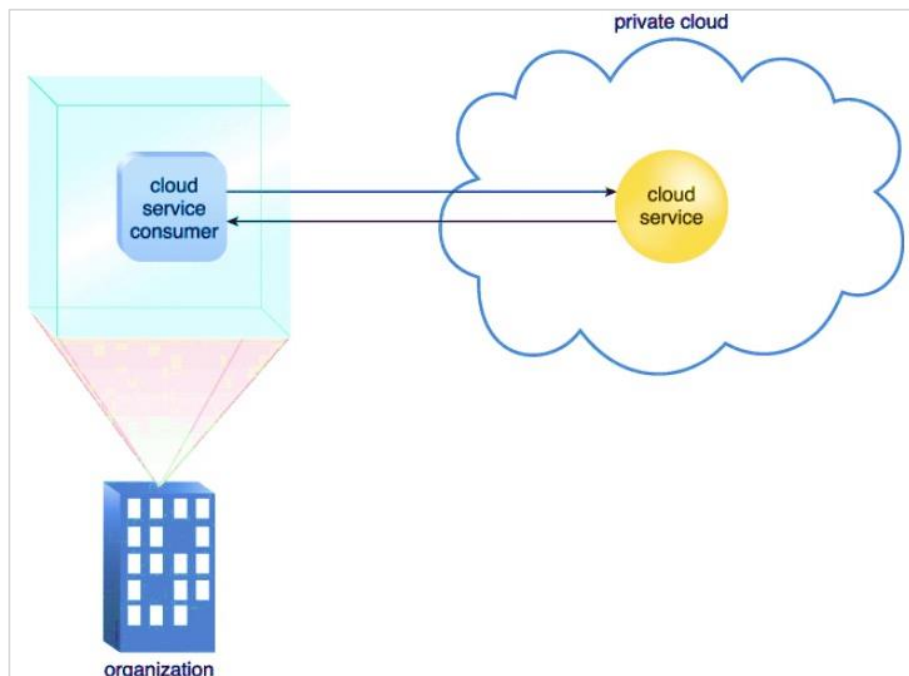 private cloud
cloud
service
consumer
cloud
service
organization